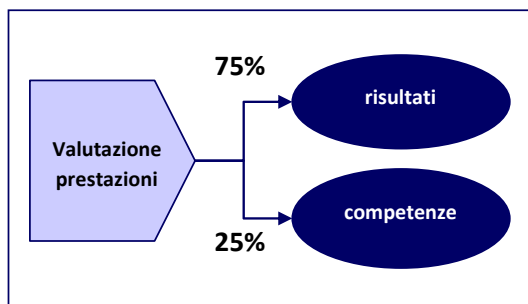 75%
risultati
Valutazione
prestazioni
competenze
25%